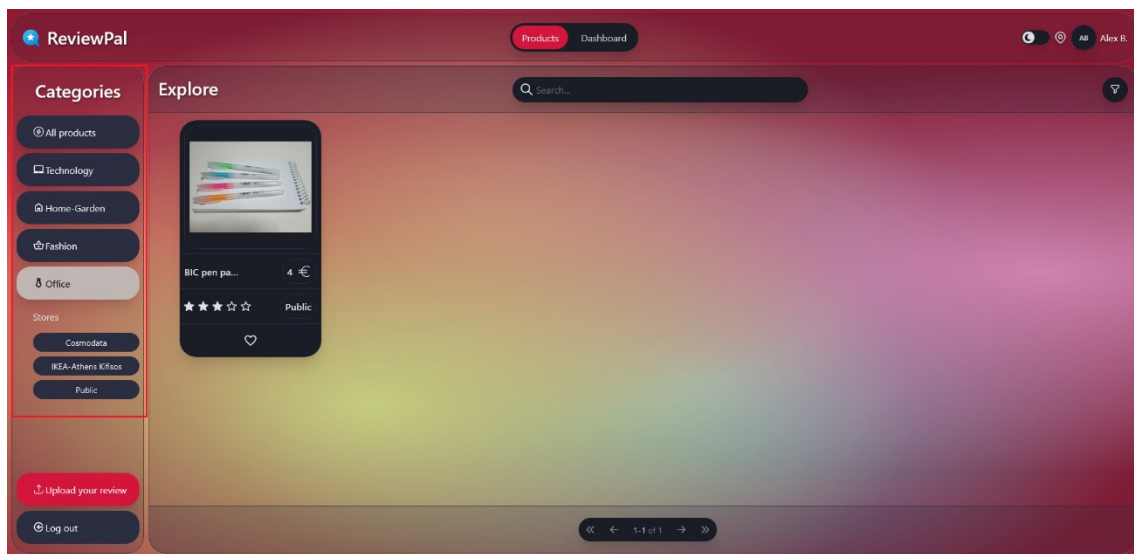 ReviewPal
Products
Dashboard
AB
Alex B.
Categories
All products
Technology
Home-Garden
Fashion
Office
Stores
Cosmodata
IKEA-Athens Kifisos
Public
Upload your review
Log out
Explore
Search...
BIC pen pa...
4 €
Public
1-1 of 1